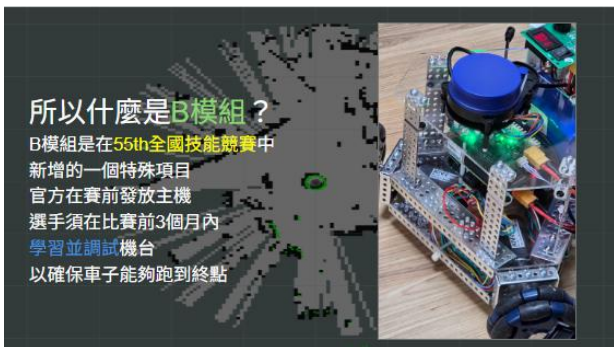 所以什麼是B模組？
B模組是在55th全國技能競賽中
新增的一個特殊項目
官方在賽前發放主機
選手須在比賽前3個月內
學習並調試機台
以確保車子能夠跑到終點